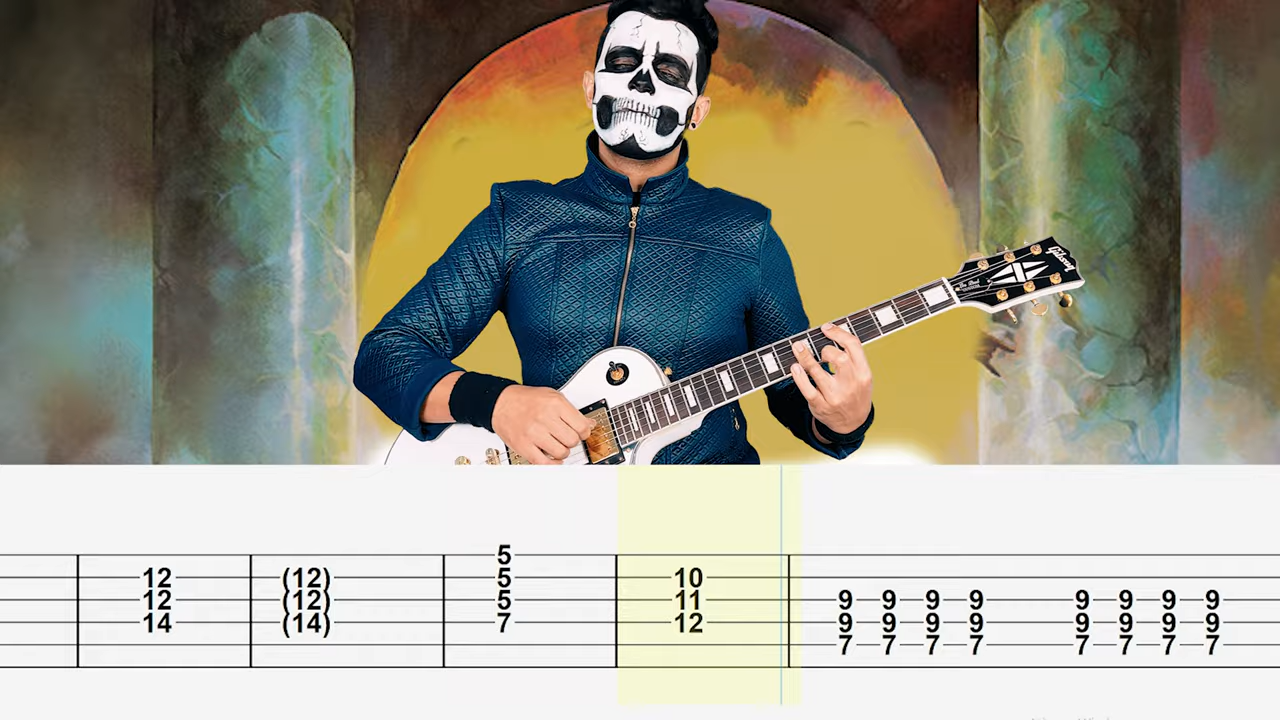 Gibson
5
12 (12) 5 10
12 (12) 5 11 9 9 9 9 9 9 9 9
14 (14) 7 12 9 9 9 9 9 9 9 9
7 7 7 7 7 7 7 7